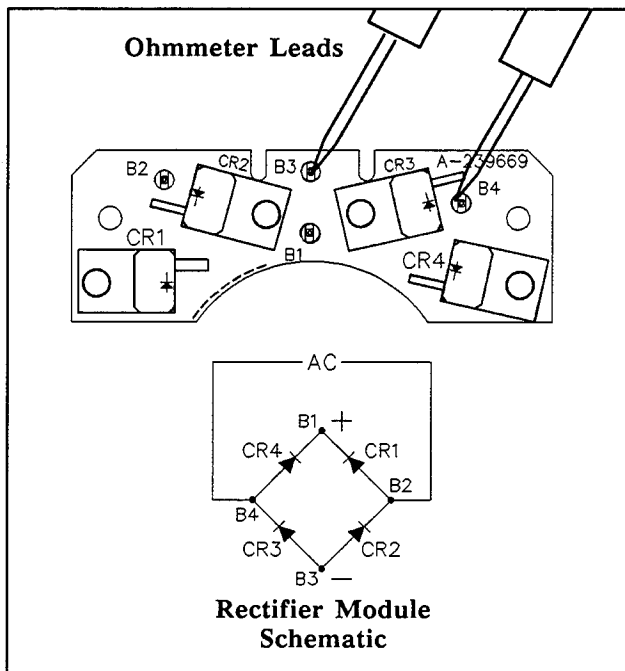 Ohmmeter Leads
B2
CR2
B3
CR3
A-239669
B4
CR1
B1
CR4
AC
B1 +
CR4
CR1
B4
B2
CR3
CR2
B3 −
Rectifier Module
Schematic